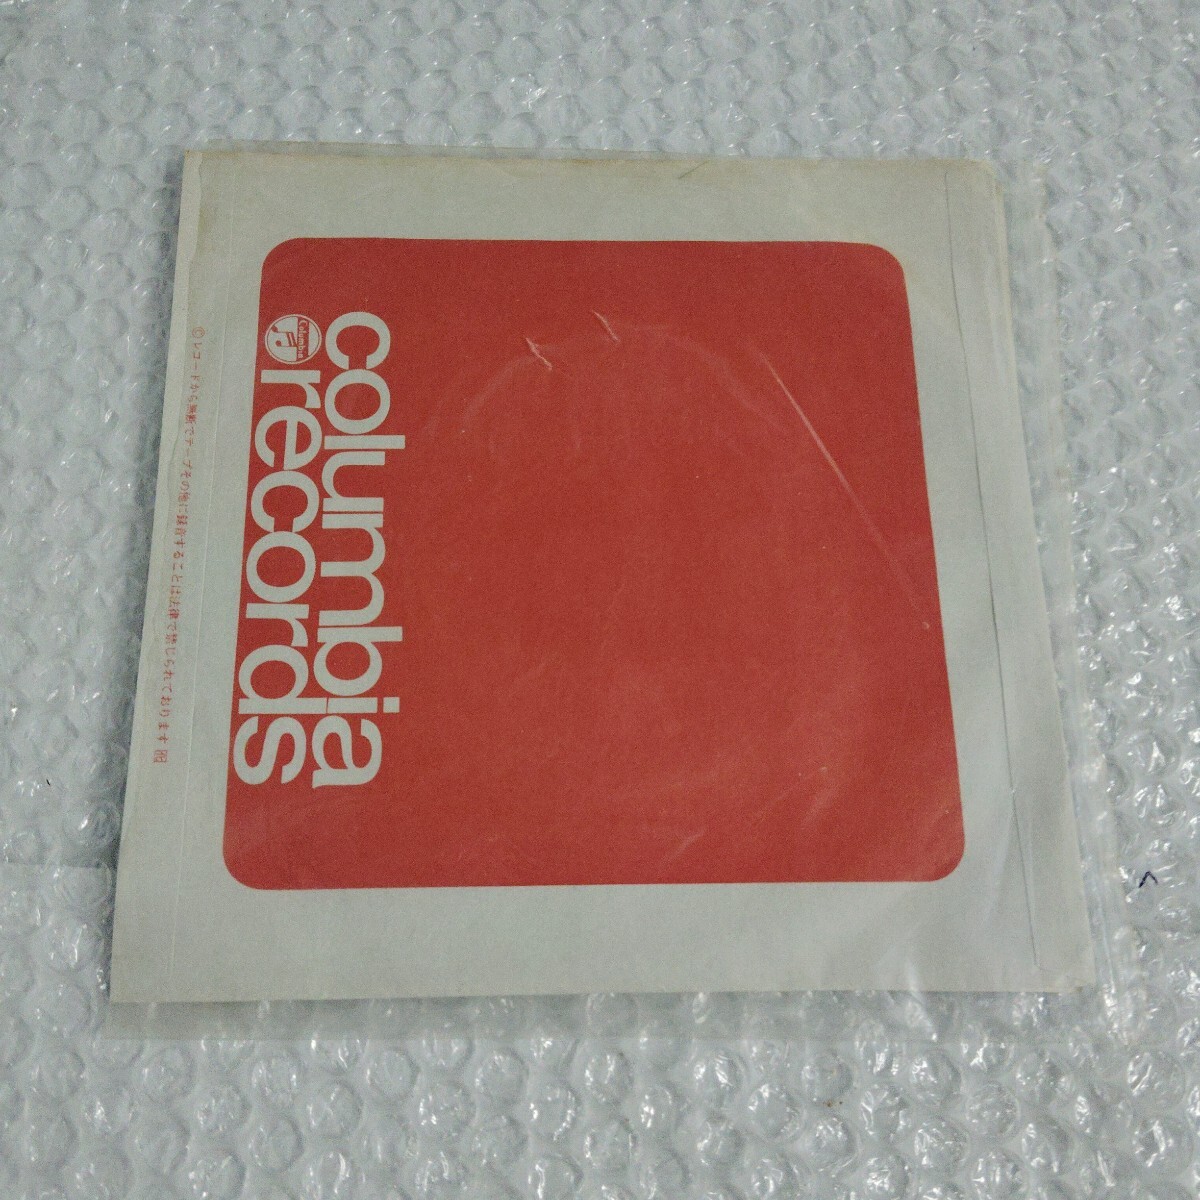 columbia
Columbia
records
©レコードから無断でテープその他に録音することは法律で禁じられております